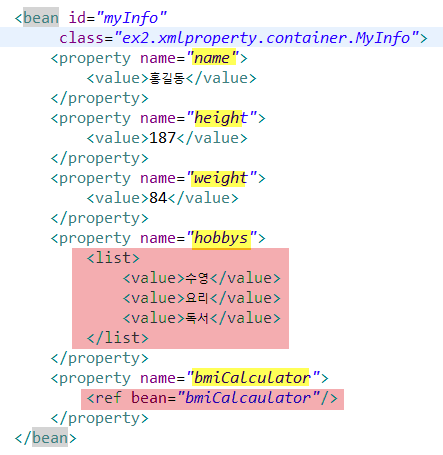 <bean id="myInfo"
class="ex2.xmlproperty.container.MyInfo">
<property name="name">
<value>홍길동</value>
</property>
<property name="height">
<value>187</value>
</property>
<property name="weight">
<value>84</value>
</property>
<property name="hobbys">
<list>
<value>수영</value>
<value>요리</value>
<value>독서</value>
</list>
</property>
<property name="bmiCalculator">
<ref bean="bmiCalcaulator"/>
</property>
</bean>